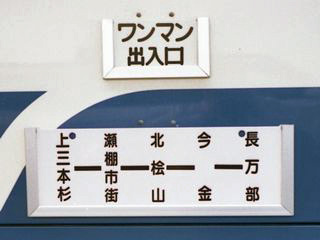 ワンマン
出入口
上三本杉 ━ 瀬棚市街 ━ 北桧山 ━ 今金 ━ 長万部